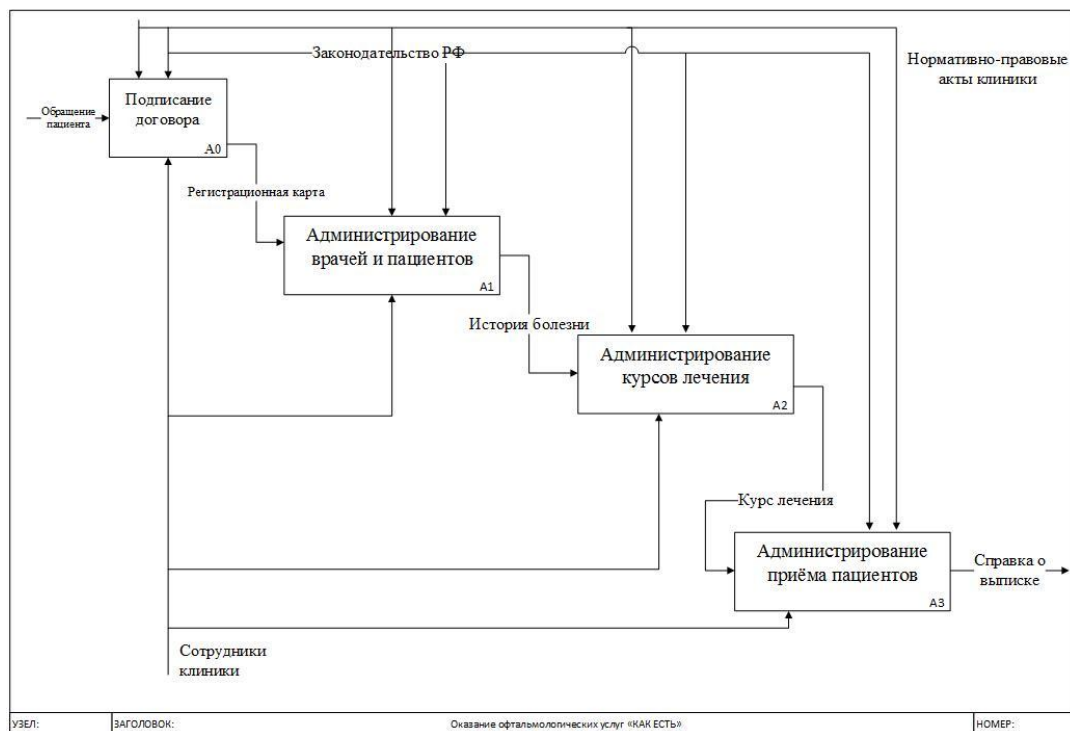 Законодательство РФ
Нормативно-правовые
акты клиники
Обращение
пациента
Подписание
договора
А0
Регистрационная карта
Администрирование
врачей и пациентов
А1
История болезни
Администрирование
курсов лечения
А2
Курс лечения
Администрирование
приёма пациентов
А3
Справка о
выписке
Сотрудники
клиники
УЗЕЛ:
ЗАГОЛОВОК:
Оказание офтальмологических услуг «КАК ЕСТЬ»
НОМЕР: